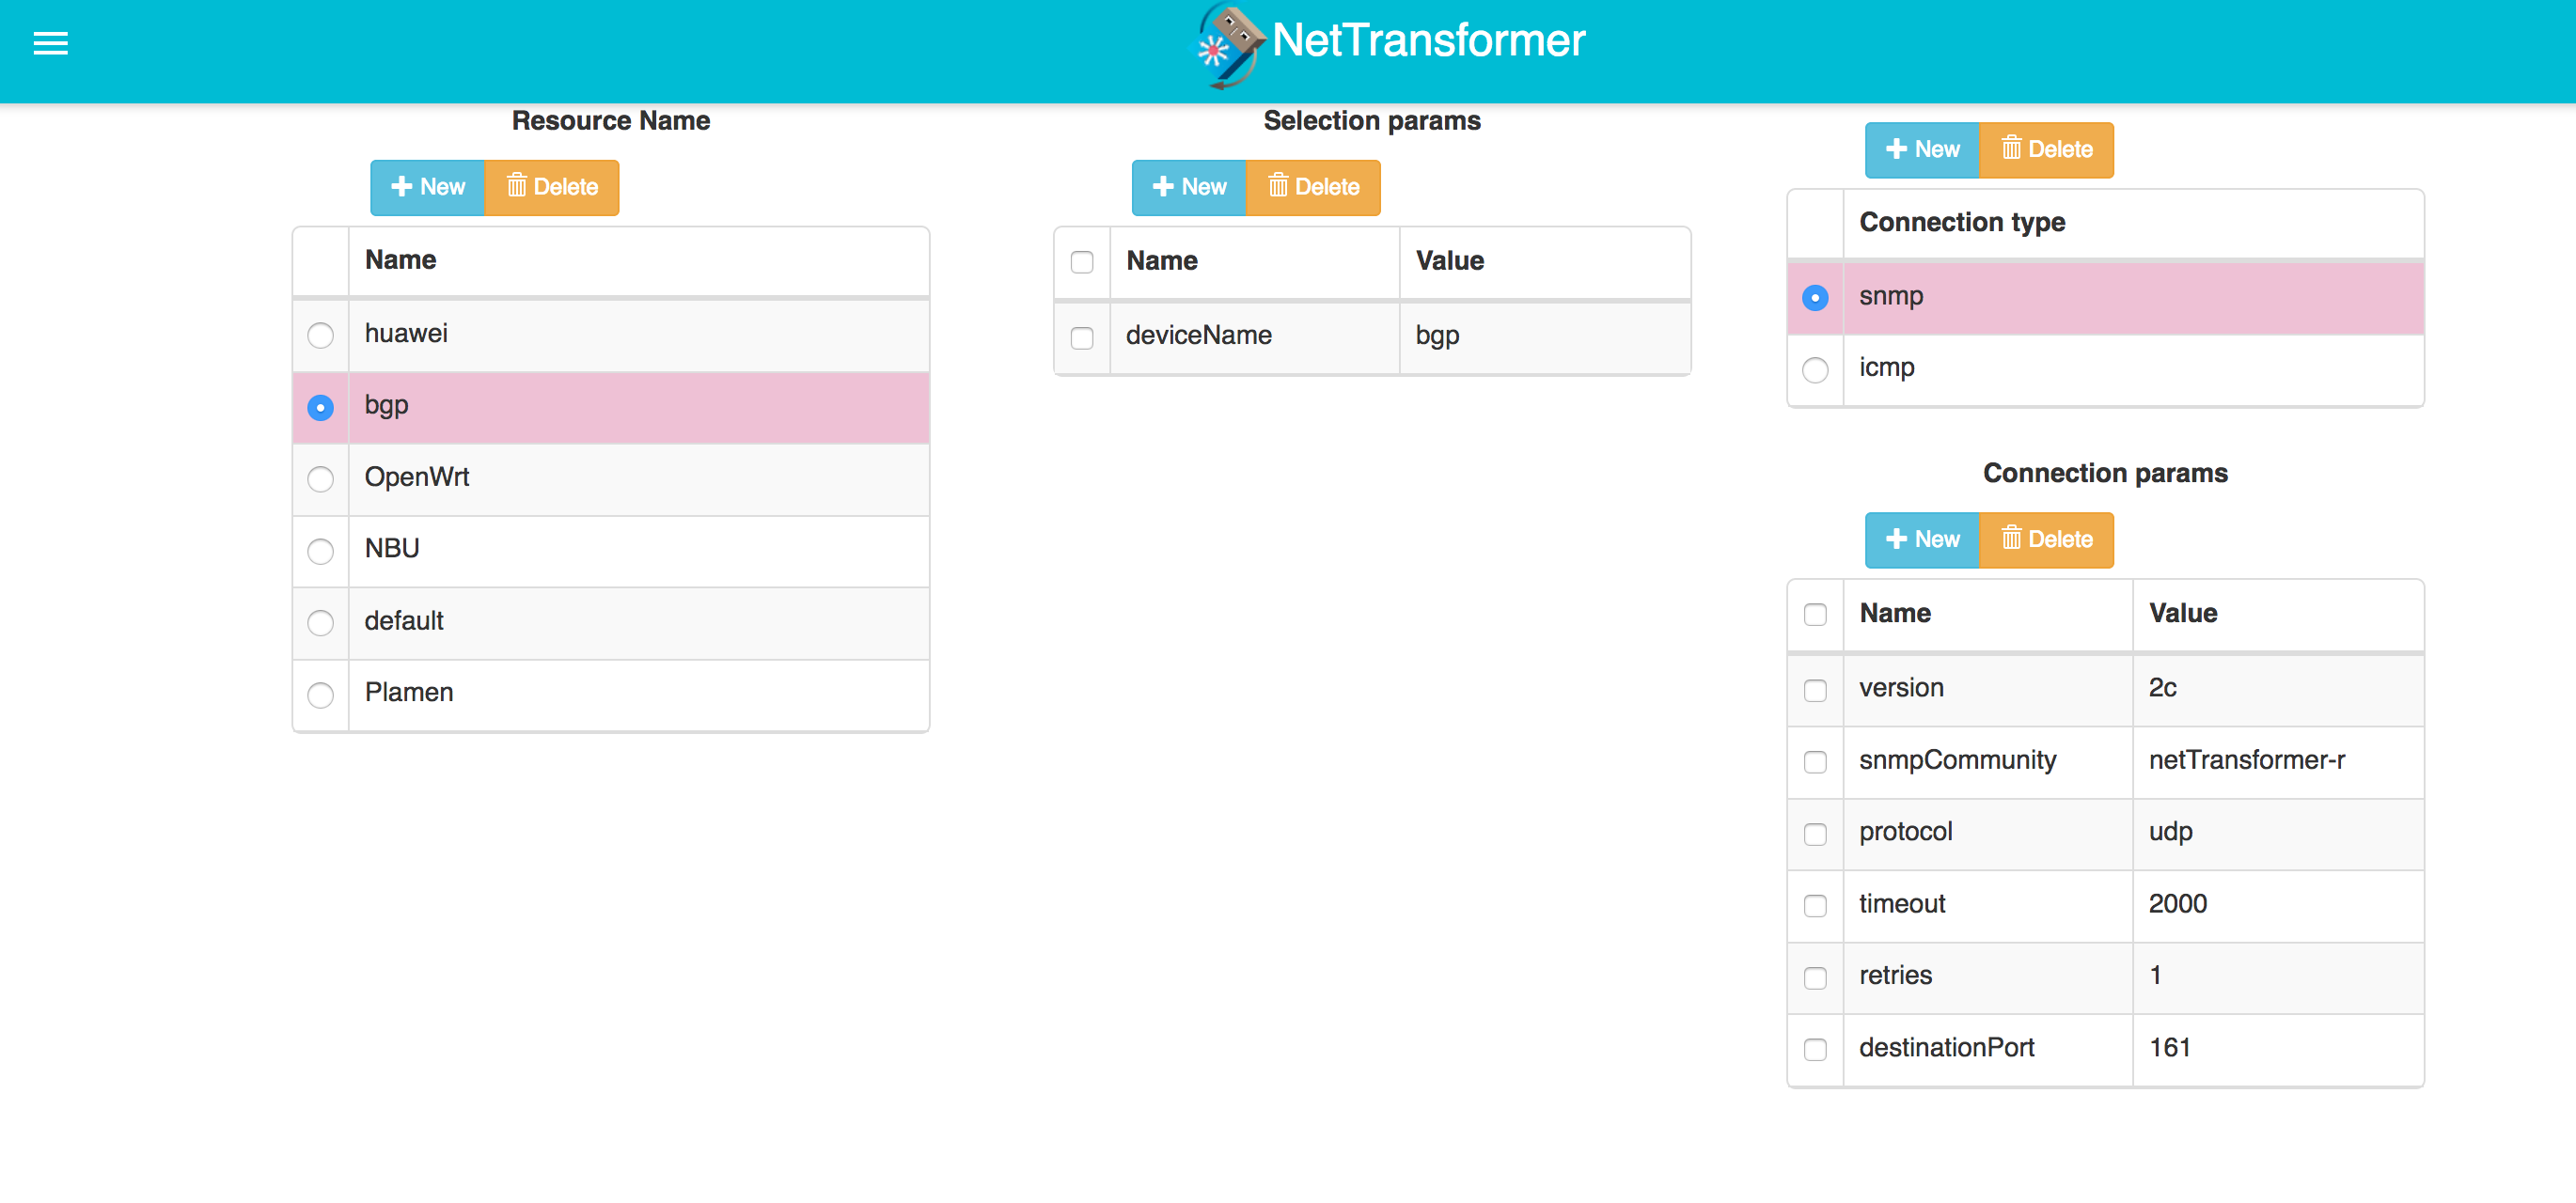 NetTransformer
Resource Name
New Delete
Name
huawei
bgp
OpenWrt
NBU
default
Plamen
Selection params
New Delete
Name Value
deviceName bgp
New Delete
Connection type
snmp
icmp
Connection params
New Delete
Name Value
version 2c
snmpCommunity netTransformer-r
protocol udp
timeout 2000
retries 1
destinationPort 161